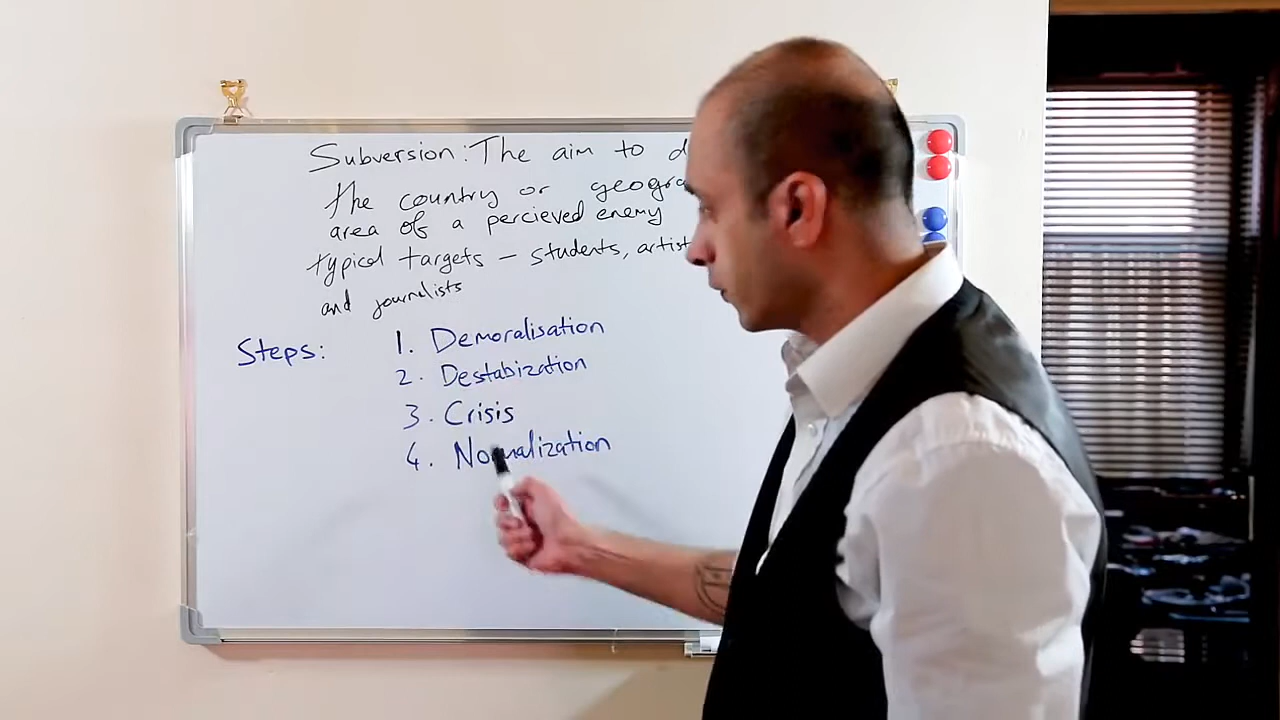 Subversion: The aim to
the country or
area of a percieved enemy
typical targets – students,
and journalists
Steps: 1. Demoralisation
2. Destabization
3. Crisis
4. Normalization